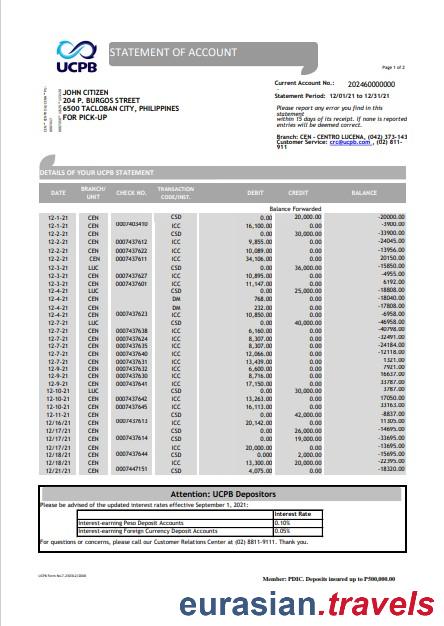 UCPB
STATEMENT OF ACCOUNT
Page 1 of 2
JOHN CITIZEN
204 P. BURGOS STREET
6500 TACLOBAN CITY, PHILIPPINES
FOR PICK-UP
Current Account No.: 202460000000
Statement Period: 12/01/21 to 12/31/21
Please report any error you find in this
statement
within 15 days of its receipt. If none is reported
entries will be deemed correct.
Branch: CEN - CENTRO LUCENA, (042) 373-143
Customer Service: crc@ucpb.com , (02) 811-
911
DETAILS OF YOUR UCPB STATEMENT
DATE BRANCH/UNIT CHECK NO. TRANSACTION CODE/INST. DEBIT CREDIT BALANCE
Balance Forwarded
12-1-21 CEN CSD 0.00 20,000.00 -20000.00
12-1-21 CEN 0007403410 ICC 16,100.00 0.00 -3900.00
12-2-21 CEN CSD 0.00 30,000.00 -33900.00
12-2-21 CEN 0007437612 ICC 9,855.00 0.00 -24045.00
12-2-21 CEN 0007437622 ICC 10,089.00 0.00 -13956.00
12-2-21 CEN 0007437611 ICC 34,106.00 0.00 20150.00
12-3-21 LUC CSD 0.00 36,000.00 -15850.00
12-3-21 CEN 0007437627 ICC 10,895.00 0.00 -4955.00
12-3-21 CEN 0007437601 ICC 11,147.00 0.00 6192.00
12-4-21 LUC CSD 0.00 25,000.00 -18808.00
12-4-21 CEN DM 768.00 0.00 -18040.00
12-4-21 CEN DM 232.00 0.00 -17808.00
12-4-21 CEN 0007437623 ICC 10,850.00 0.00 -6958.00
12-7-21 LUC CSD 0.00 40,000.00 -46958.00
12-7-21 CEN 0007437638 ICC 6,160.00 0.00 -40798.00
12-7-21 CEN 0007437624 ICC 8,307.00 0.00 -32491.00
12-7-21 CEN 0007437635 ICC 8,307.00 0.00 -24184.00
12-7-21 CEN 0007437640 ICC 12,066.00 0.00 -12118.00
12-7-21 CEN 0007437631 ICC 13,439.00 0.00 1321.00
12-9-21 CEN 0007437632 ICC 6,600.00 0.00 7921.00
12-9-21 CEN 0007437630 ICC 8,716.00 0.00 16637.00
12-9-21 CEN 0007437641 ICC 17,150.00 0.00 33787.00
12-10-21 LUC CSD 0.00 30,000.00 3787.00
12-10-21 CEN 0007437642 ICC 13,263.00 0.00 17050.00
12-10-21 CEN 0007437645 ICC 16,113.00 0.00 33163.00
12-11-21 CEN CSD 0.00 42,000.00 -8837.00
12/16/21 CEN 0007437613 ICC 20,142.00 0.00 11305.00
12/17/21 CEN CSD 0.00 26,000.00 -14695.00
12/17/21 CEN 0007437614 CSD 0.00 19,000.00 -33695.00
12/17/21 CEN ICC 20,000.00 0.00 -13695.00
12/18/21 CEN 0007437644 CSD 0.000 2,000.00 -15695.00
12/18/21 CEN ICC 13,300.00 20,000.00 -22395.00
12/21/21 CEN 0007447151 CSD 4,075.00 0.00 -18320.00
Attention: UCPB Depositors
Please be advised of the updated interest rates effective September 1, 2021:
Interest Rate
Interest-earning Peso Deposit Accounts 0.10%
Interest-earning Foreign Currency Deposit Accounts 0.05%
For questions or concerns, please call our Customer Relations Center at (02) 8811-9111. Thank you.
Member: PDIC. Deposits insured up to P500,000.00
eurasian.travels